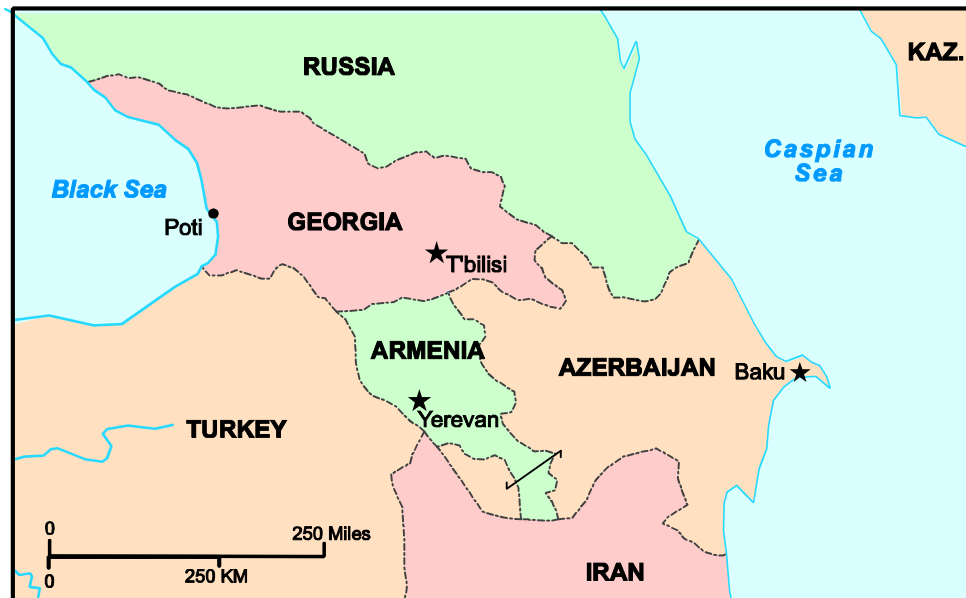 RUSSIA
KAZ.
Caspian
Sea
Black Sea
Poti
GEORGIA
T'bilisi
ARMENIA
AZERBAIJAN
Baku
Yerevan
TURKEY
0
250 Miles
0
250 KM
IRAN